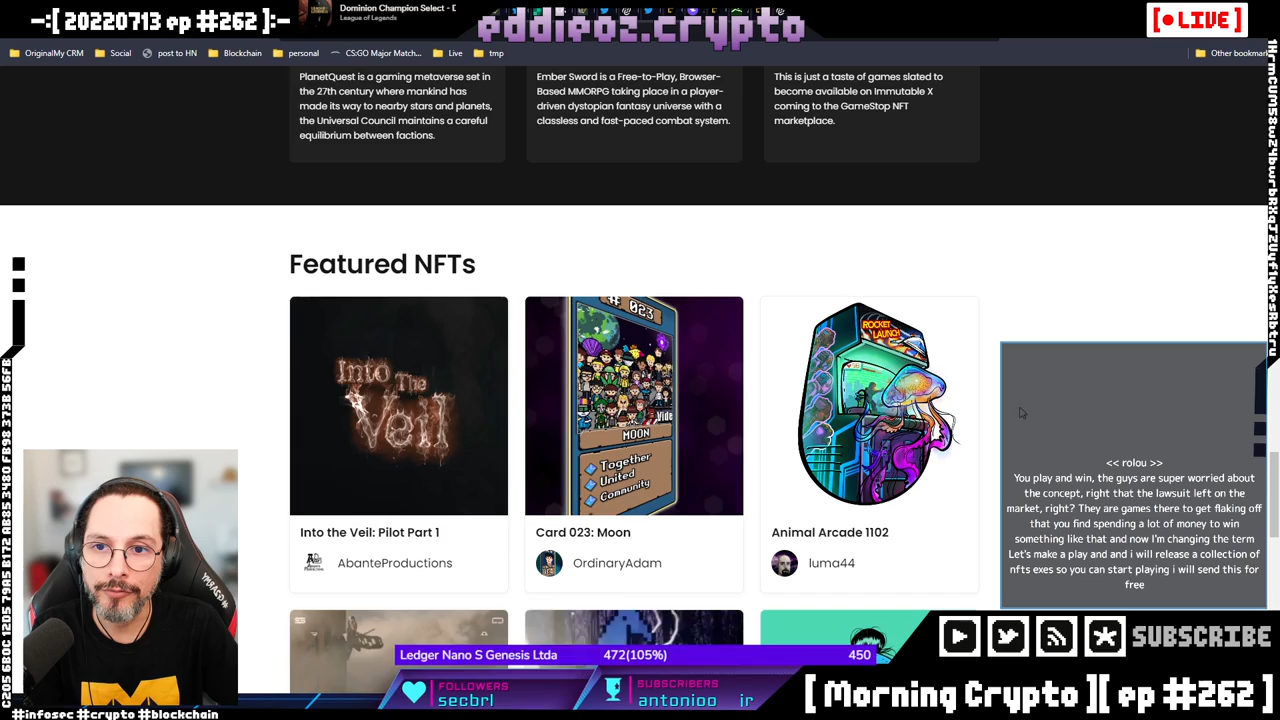 -:[ 20220713 ep #262 ]:-
Dominion Champion Select - D
League of Legends
eddieoz.crypto
[• LIVE ]
OriginalMy CRM
Social
post to HN
Blockchain
personal
CS:GO Major Match...
Live
tmp
Other bookmar
PlanetQuest is a gaming metaverse set in
the 27th century where mankind has
made its way to nearby stars and planets,
the Universal Council maintains a careful
equilibrium between factions.
Ember Sword is a Free-to-Play, Browser-
Based MMORPG taking place in a player-
driven dystopian fantasy universe with a
classless and fast-paced combat system.
This is just a taste of games slated to
become available on Immutable X
coming to the GameStop NFT
marketplace.
Featured NFTs
Into The
Veil
# 023
Vide
MOON
Together
United
Community
ROCKET
LAUNCH
Into the Veil: Pilot Part 1
AbanteProductions
Card 023: Moon
OrdinaryAdam
Animal Arcade 1102
luma44
<< rolou >>
You play and win, the guys are super worried about
the concept, right that the lawsuit left on the
market, right? They are games there to get flaking off
that you find spending a lot of money to win
something like that and now I'm changing the term
Let's make a play and and i will release a collection of
nfts exes so you can start playing i will send this for
free
SUBSCRIBE
Ledger Nano S Genesis Ltda
472(105%)
450
FOLLOWERS
secbrl
SUBSCRIBERS
antonioo_jr
[ Morning Crypto ][ ep #262 ]
#infosec #crypto #blockchain